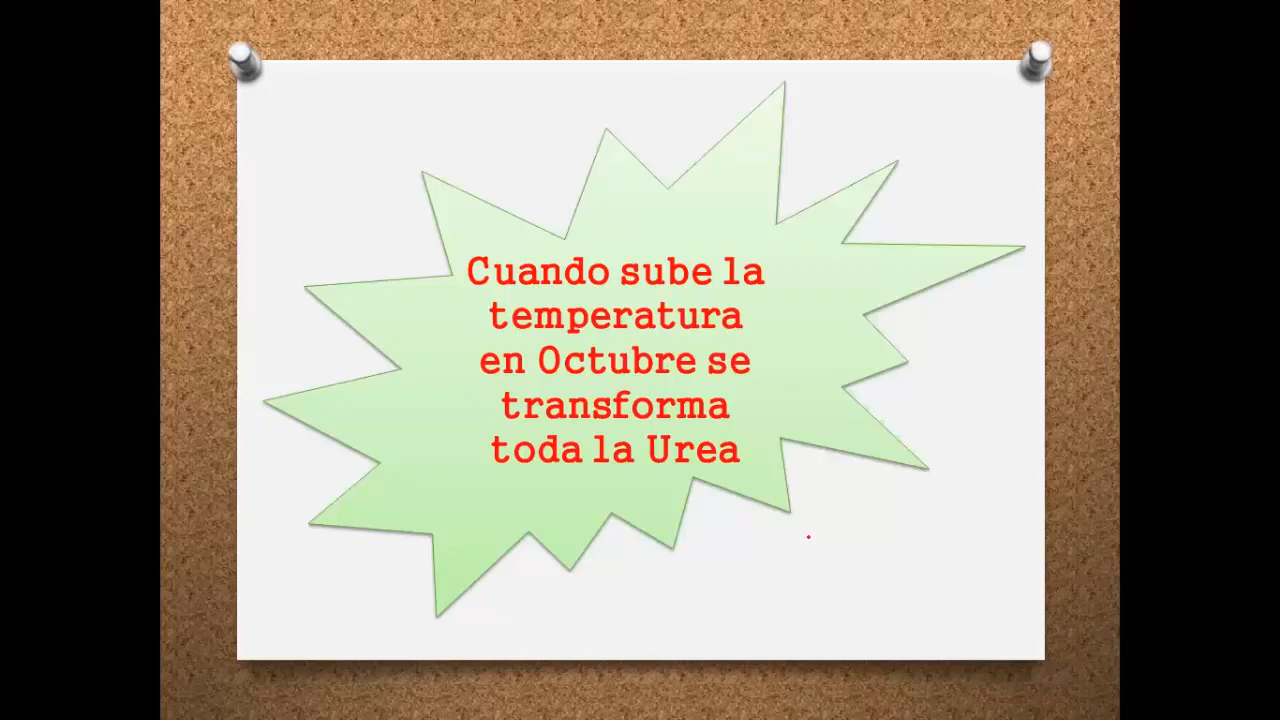 Cuando sube la
temperatura
en Octubre se
transforma
toda la Urea